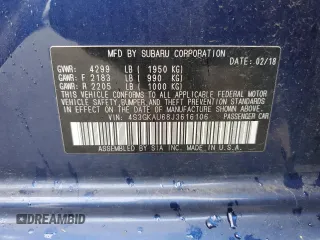 MFD BY SUBARU CORPORATION
DATE: 02/18
GVWR: 4299 LB ( 1950 KG)
GAWR: F 2183 LB ( 990 KG)
GAWR: R 2205 LB ( 1000 KG)
THIS VEHICLE CONFORMS TO ALL APPLICABLE FEDERAL MOTOR
VEHICLE SAFETY, BUMPER, AND THEFT PREVENTION STANDARDS
IN EFFECT ON THE DATE OF MANUFACTURE SHOWN ABOVE.
VIN: 4S3GKAU68J3616106
ASSEMBLED BY SIA INC. MADE IN U.S.A.
DREAMBID